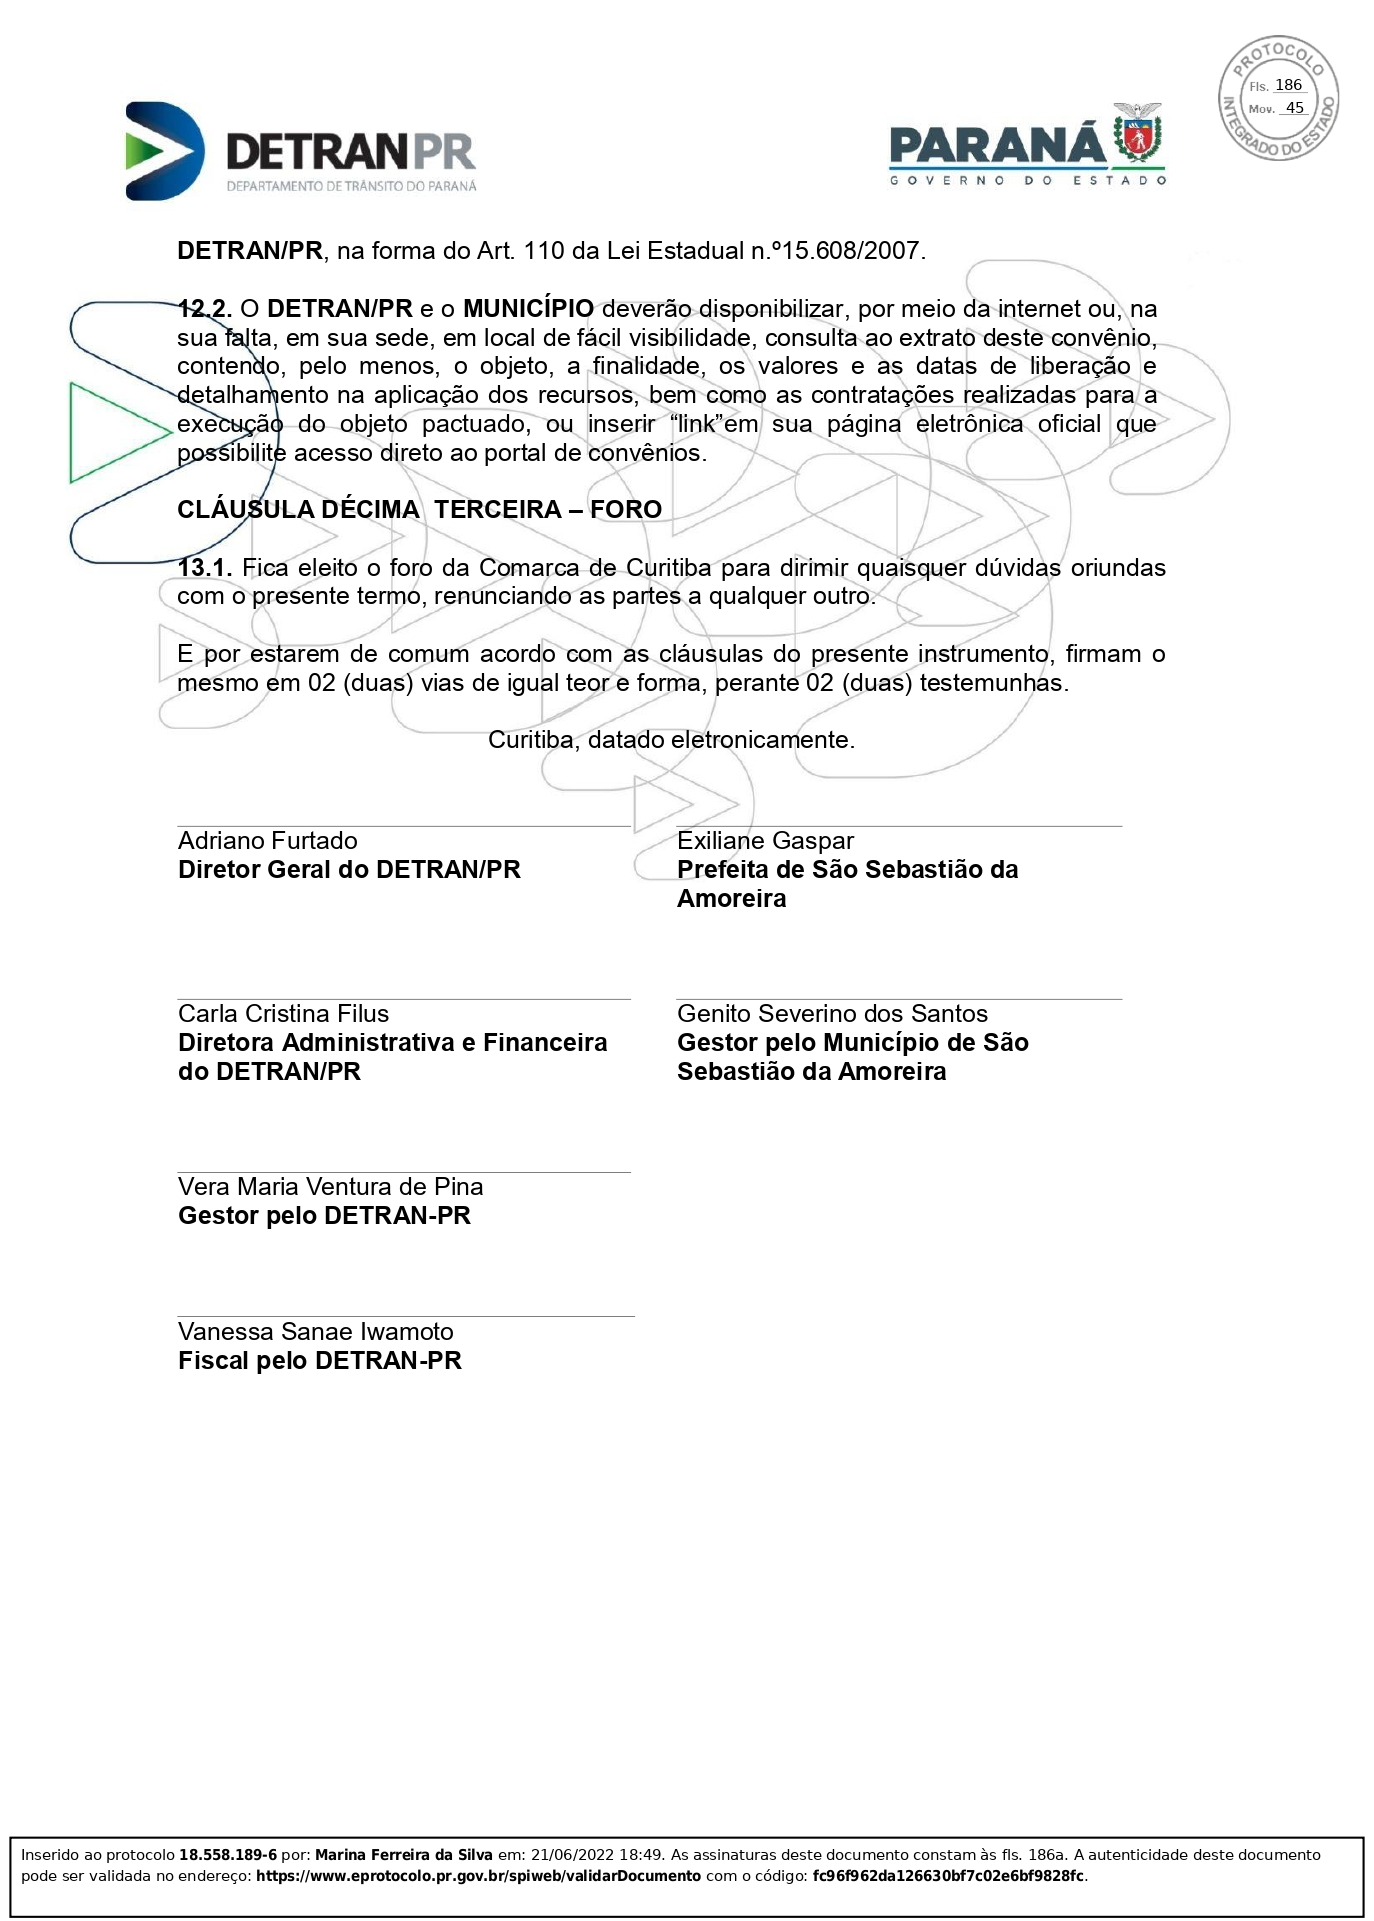 PROTOCOLO
INTEGRADO DO ESTADO
Fls. 186
Mov. 45
DETRANPR
DEPARTAMENTO DE TRÂNSITO DO PARANÁ
PARANÁ
GOVERNO DO ESTADO
DETRAN/PR, na forma do Art. 110 da Lei Estadual n.º15.608/2007.
12.2. O DETRAN/PR e o MUNICÍPIO deverão disponibilizar, por meio da internet ou, na
sua falta, em sua sede, em local de fácil visibilidade, consulta ao extrato deste convênio,
contendo, pelo menos, o objeto, a finalidade, os valores e as datas de liberação e
detalhamento na aplicação dos recursos, bem como as contratações realizadas para a
execução do objeto pactuado, ou inserir “link”em sua página eletrônica oficial que
possibilite acesso direto ao portal de convênios.
CLÁUSULA DÉCIMA TERCEIRA – FORO
13.1. Fica eleito o foro da Comarca de Curitiba para dirimir quaisquer dúvidas oriundas
com o presente termo, renunciando as partes a qualquer outro.
E por estarem de comum acordo com as cláusulas do presente instrumento, firmam o
mesmo em 02 (duas) vias de igual teor e forma, perante 02 (duas) testemunhas.
Curitiba, datado eletronicamente.
Adriano Furtado
Diretor Geral do DETRAN/PR
Exiliane Gaspar
Prefeita de São Sebastião da
Amoreira
Carla Cristina Filus
Diretora Administrativa e Financeira
do DETRAN/PR
Genito Severino dos Santos
Gestor pelo Município de São
Sebastião da Amoreira
Vera Maria Ventura de Pina
Gestor pelo DETRAN-PR
Vanessa Sanae Iwamoto
Fiscal pelo DETRAN-PR
Inserido ao protocolo 18.558.189-6 por: Marina Ferreira da Silva em: 21/06/2022 18:49. As assinaturas deste documento constam às fls. 186a. A autenticidade deste documento
pode ser validada no endereço: https://www.eprotocolo.pr.gov.br/spiweb/validarDocumento com o código: fc96f962da126630bf7c02e6bf9828fc.